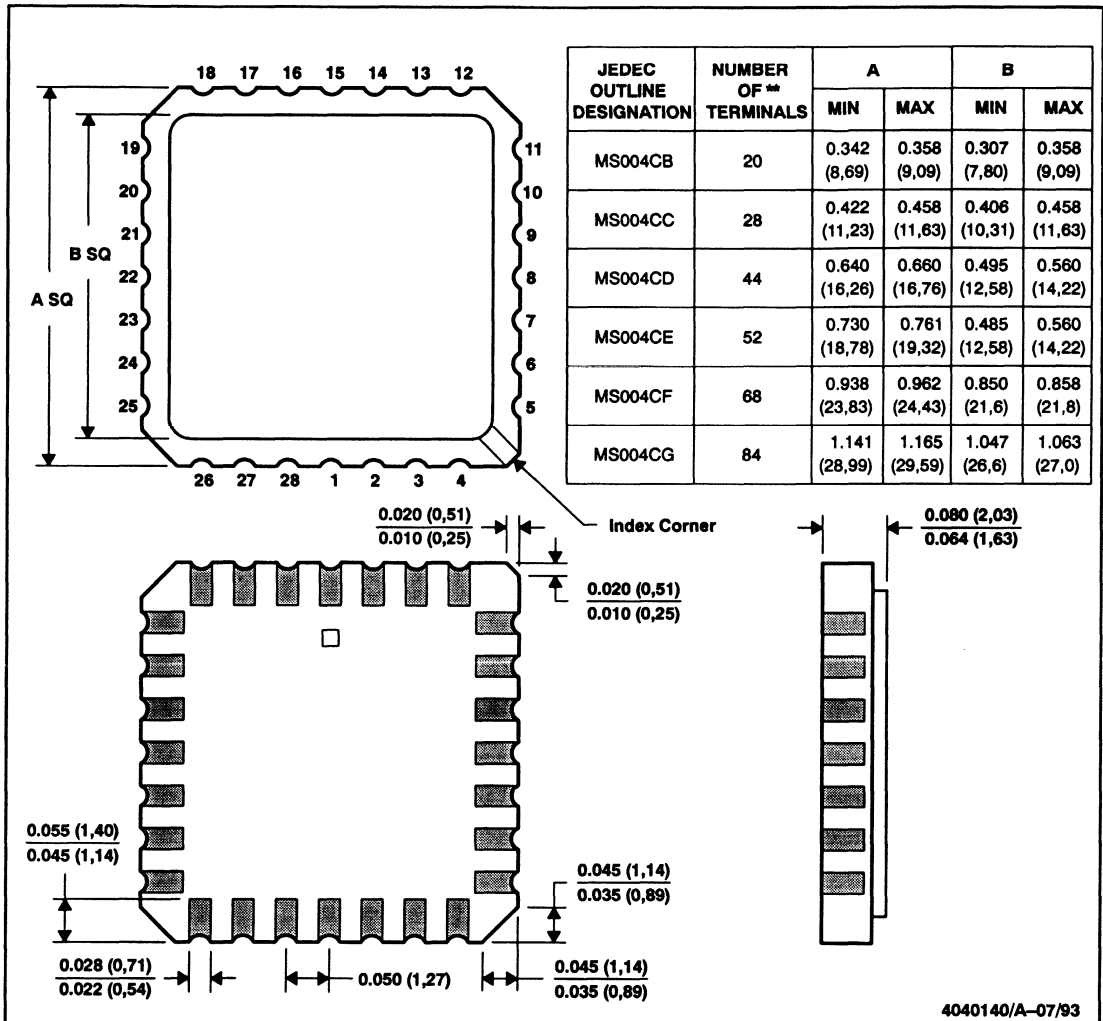 18 17 16 15 14 13 12
19
20
21
22
23
24
25
11
10
9
8
7
6
5
26 27 28 1 2 3 4
A SQ
B SQ
Index Corner
JEDEC OUTLINE DESIGNATION NUMBER OF ** TERMINALS A B
MIN MAX MIN MAX
MS004CB 20 0.342 (8,69) 0.358 (9,09) 0.307 (7,80) 0.358 (9,09)
MS004CC 28 0.422 (11,23) 0.458 (11,63) 0.406 (10,31) 0.458 (11,63)
MS004CD 44 0.640 (16,26) 0.660 (16,76) 0.495 (12,58) 0.560 (14,22)
MS004CE 52 0.730 (18,78) 0.761 (19,32) 0.485 (12,58) 0.560 (14,22)
MS004CF 68 0.938 (23,83) 0.962 (24,43) 0.850 (21,6) 0.858 (21,8)
MS004CG 84 1.141 (28,99) 1.165 (29,59) 1.047 (26,6) 1.063 (27,0)
0.020 (0,51)
0.010 (0,25)
0.020 (0,51)
0.010 (0,25)
0.080 (2,03)
0.064 (1,63)
0.055 (1,40)
0.045 (1,14)
0.045 (1,14)
0.035 (0,89)
0.028 (0,71)
0.022 (0,54)
0.050 (1,27)
0.045 (1,14)
0.035 (0,89)
4040140/A–07/93